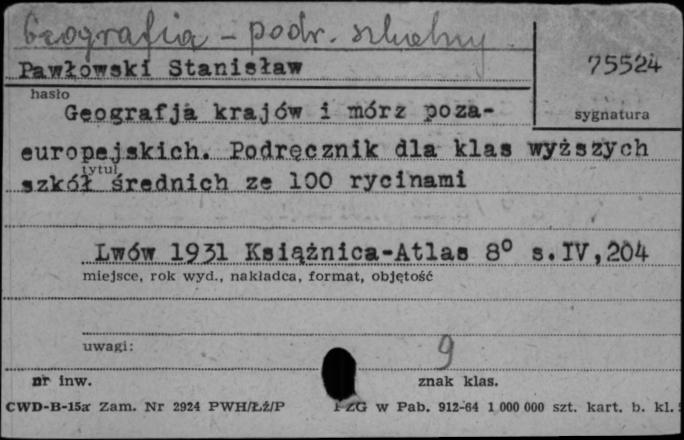 Geografia - podr. szkolny
Pawłowski Stanisław
75524
hasło
sygnatura
Geografja krajów i mórz poza-
europejskich. Podręcznik dla klas wyższych
tytuł
szkół średnich ze 100 rycinami
Lwów 1931 Książnica-Atlas 8° s.IV,204
miejsce, rok wyd., nakładca, format, objętość
uwagi:
9
nr inw.
znak klas.
CWD-B-15a Zam. Nr 2924 PWH/Łź/P
PZG w Pab. 912-64 1 000 000 szt. kart. b. kl.